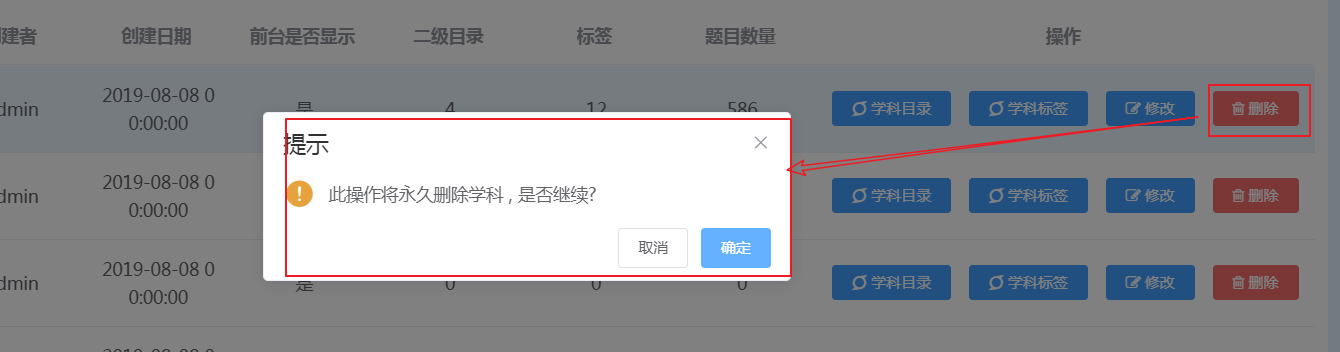 创建者 创建日期 前台是否显示 二级目录 标签 题目数量 操作
dmin 2019-08-08 0
0:00:00 是 4 12 586 学科目录 学科标签 修改 删除
提示
此操作将永久删除学科 , 是否继续?
取消 确定
dmin 2019-08-08 0
0:00:00 学科目录 学科标签 修改 删除
dmin 2019-08-08 0
0:00:00 是 0 0 0 学科目录 学科标签 修改 删除
2019-08-08 0